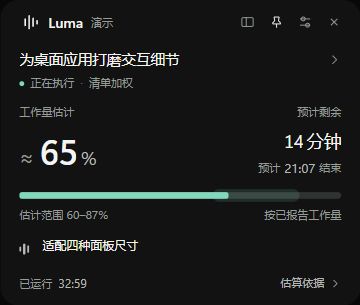 Luma 演示
为桌面应用打磨交互细节
正在执行 · 清单加权
工作量估计 预计剩余
≈ 65 % 14 分钟
预计 21:07 结束
估计范围 60–87% 按已报告工作量
适配四种面板尺寸
已运行 32:59 估算依据